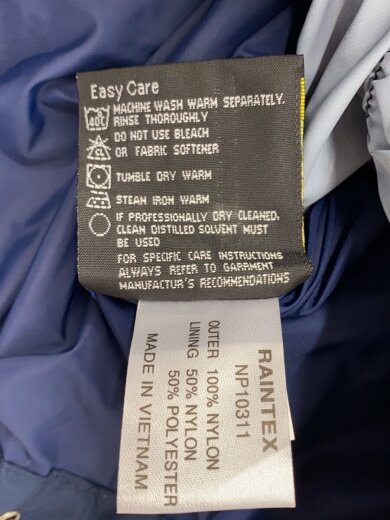 Easy Care
MACHINE WASH WARM SEPARATELY.
RINSE THOROUGHLY
40
DO NOT USE BLEACH
CL
OR FABRIC SOFTENER
TUMBLE DRY WARM
STEAM IRON WARM
IF PROFESSIONALLY DRY CLEANED,
CLEAN DISTILLED SOLVENT MUST
BE USED
FOR SPECIFIC CARE INSTRUCTIONS
ALWAYS REFER TO GARRMENT
MANUFACTUR'S RECOMMENDATIONS
RAINTEX
NP10311
OUTER 100% NYLON
LINING 50% NYLON
50% POLYESTER
MADE IN VIETNAM